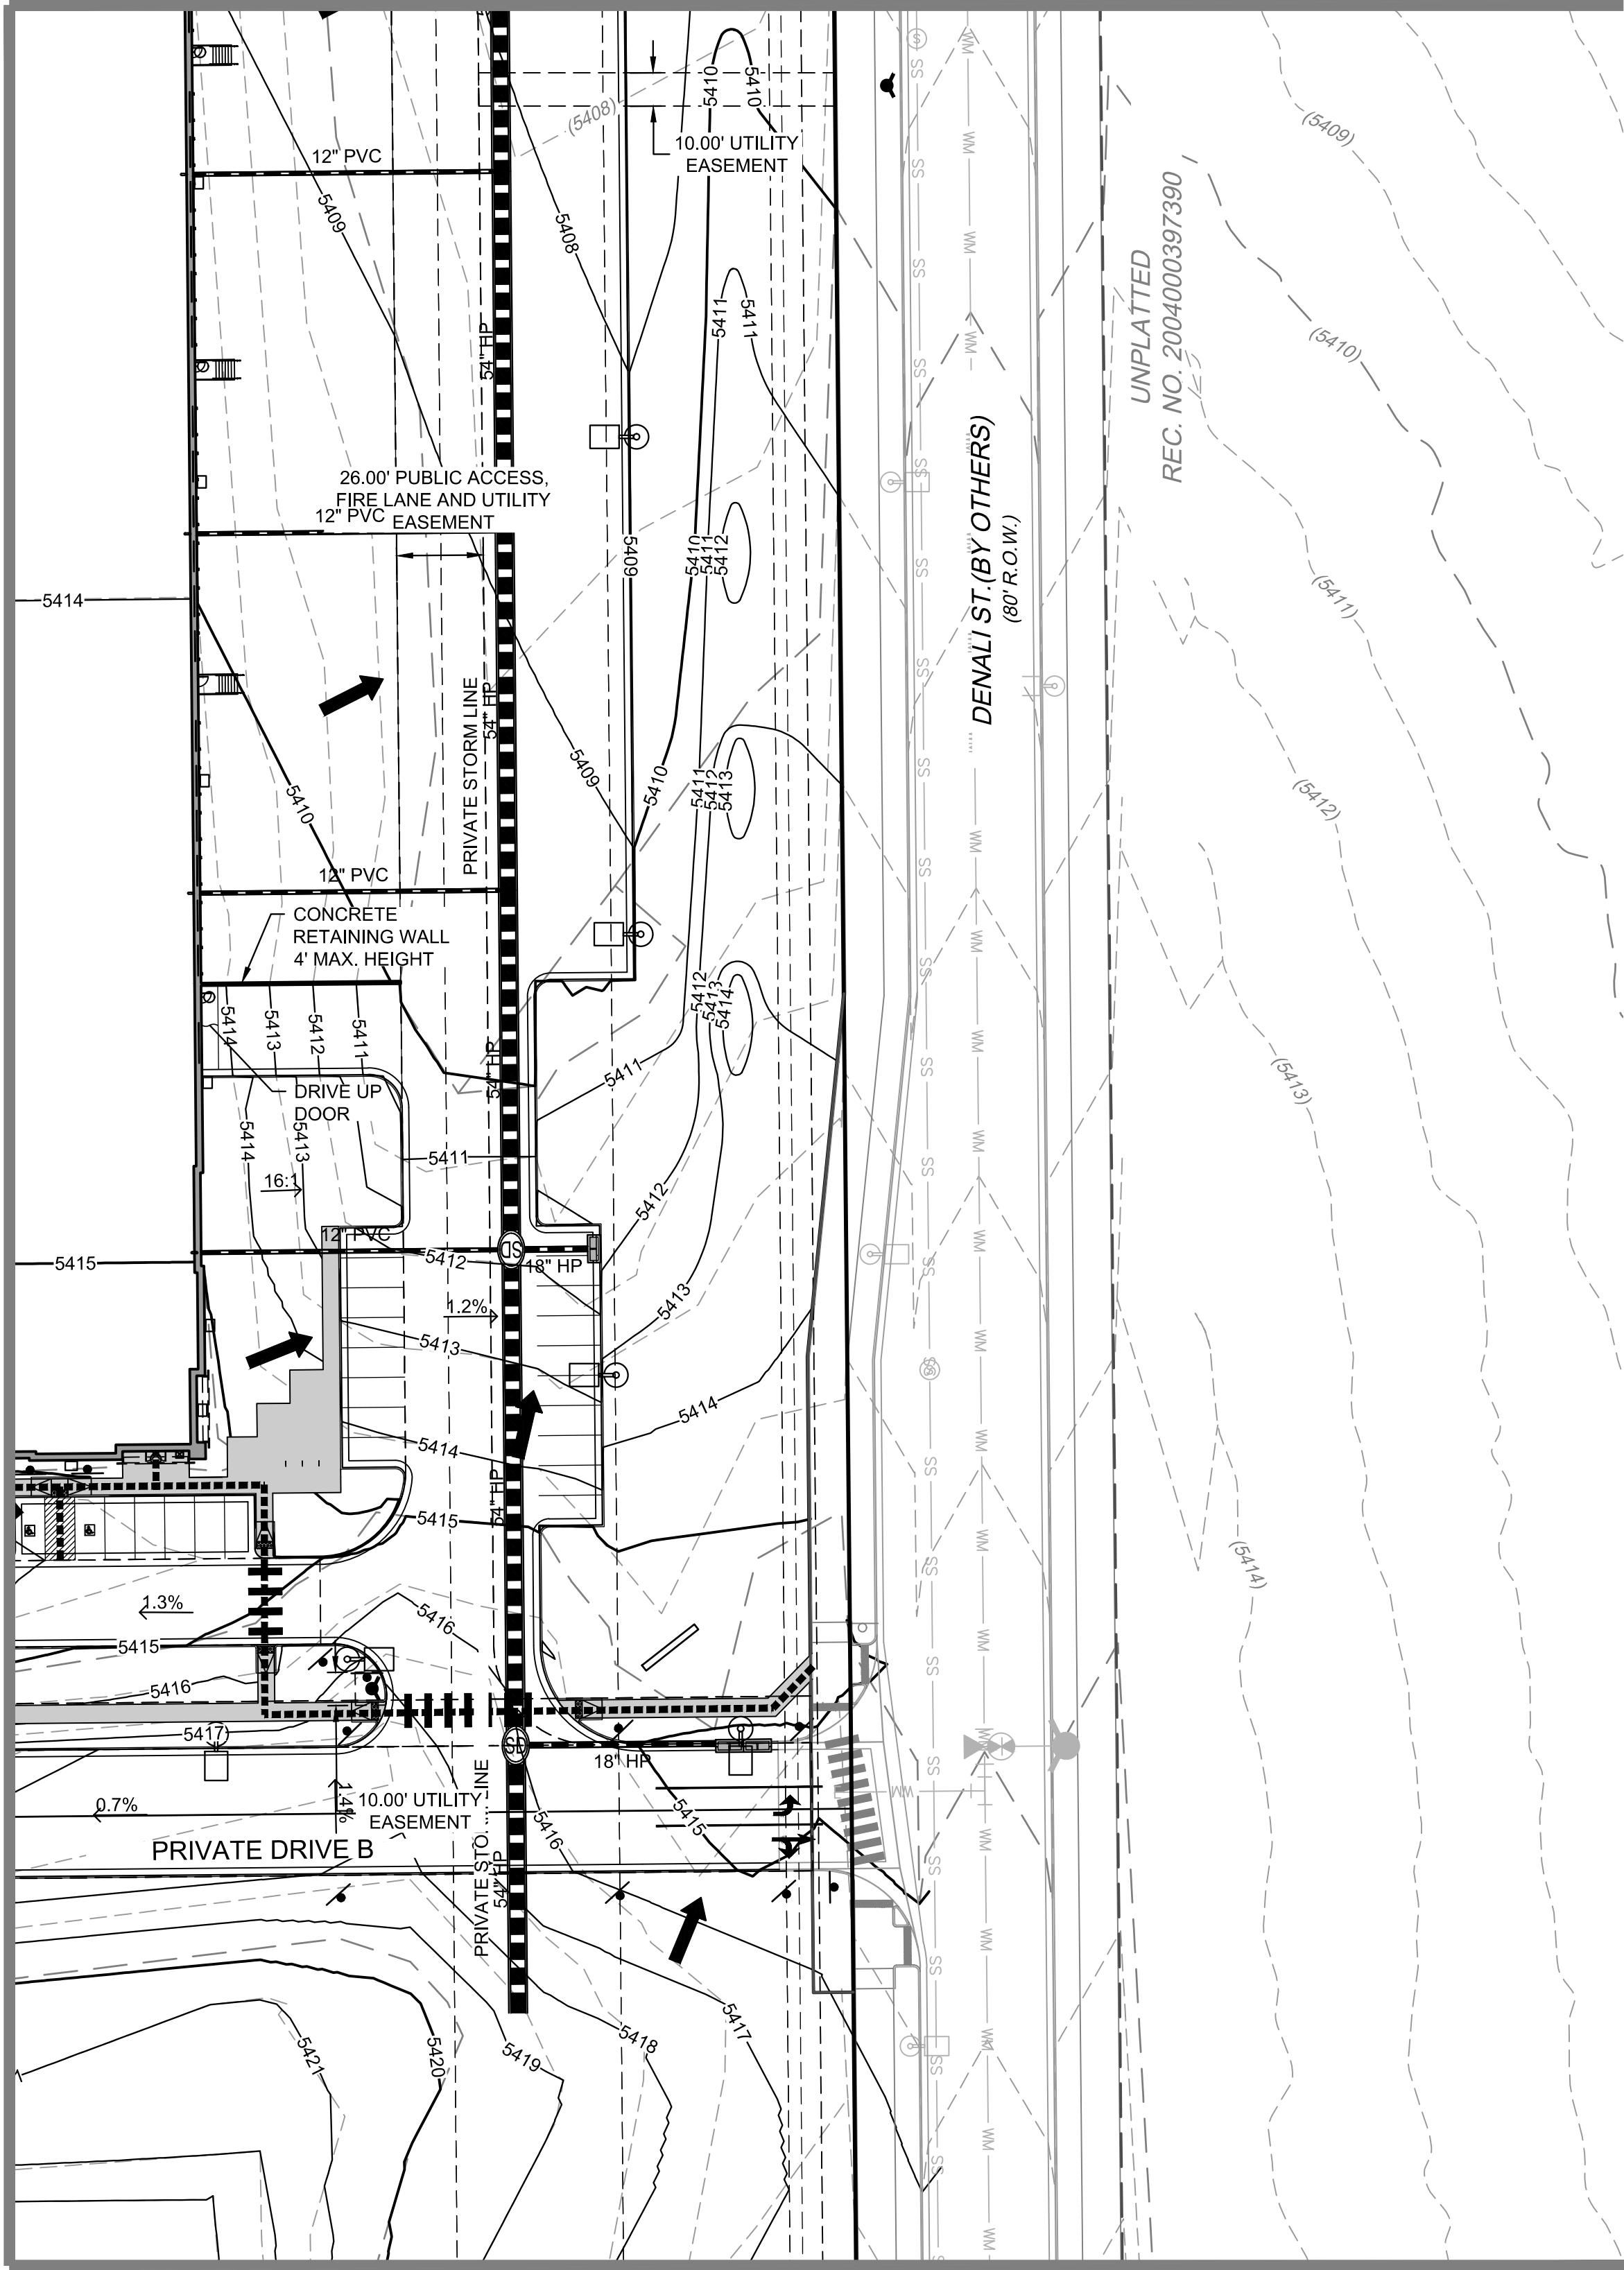 (5408)
5410
5410
10.00' UTILITY
EASEMENT
12" PVC
5409
5408
5411
5411
54" HP
(5409)
(5410)
UNPLATTED
REC. NO. 2004000397390
26.00' PUBLIC ACCESS,
FIRE LANE AND UTILITY
EASEMENT
12" PVC
5409
5410
5411
5412
DENALI ST.(BY OTHERS)
(80' R.O.W.)
5414
(5411)
PRIVATE STORM LINE
54" HP
5409
5410
5411
5412
5413
5410
(5412)
12" PVC
CONCRETE
RETAINING WALL
4' MAX. HEIGHT
5414
5413
5412
5411
5412
5413
5414
54" HP
5411
(5413)
DRIVE UP
DOOR
5414
5413
16:1
5411
5412
12" PVC
5412
SD
18" HP
5415
1.2%
5413
5413
5414
5414
54" HP
5415
(5414)
1.3%
5416
5415
5416
5417
SD
18" HP
0.7%
1.4%
10.00' UTILITY
EASEMENT
PRIVATE DRIVE B
5416
5415
54" HP
5421
5420
5419
5418
5417
SS
WM
S